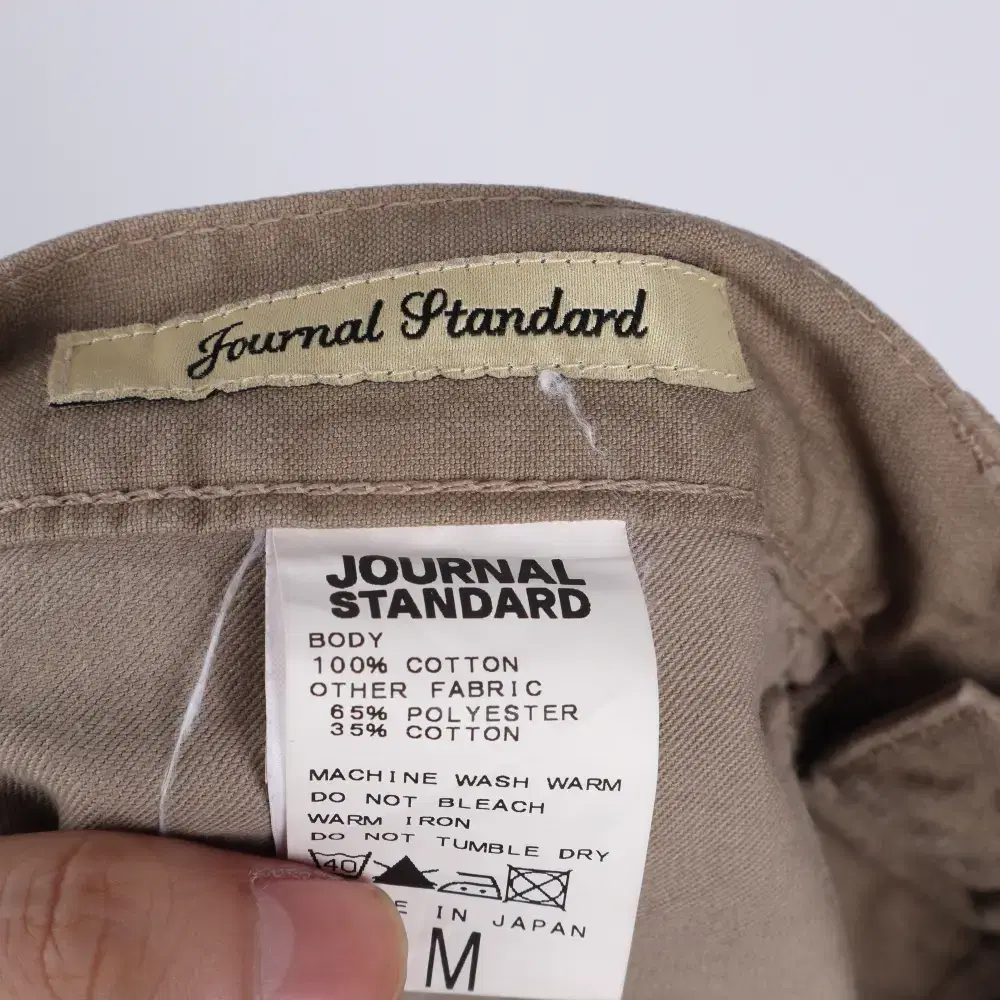 Journal Standard
JOURNAL
STANDARD
BODY
100% COTTON
OTHER FABRIC
65% POLYESTER
35% COTTON
MACHINE WASH WARM
DO NOT BLEACH
WARM IRON
DO NOT TUMBLE DRY
40
IN JAPAN
M